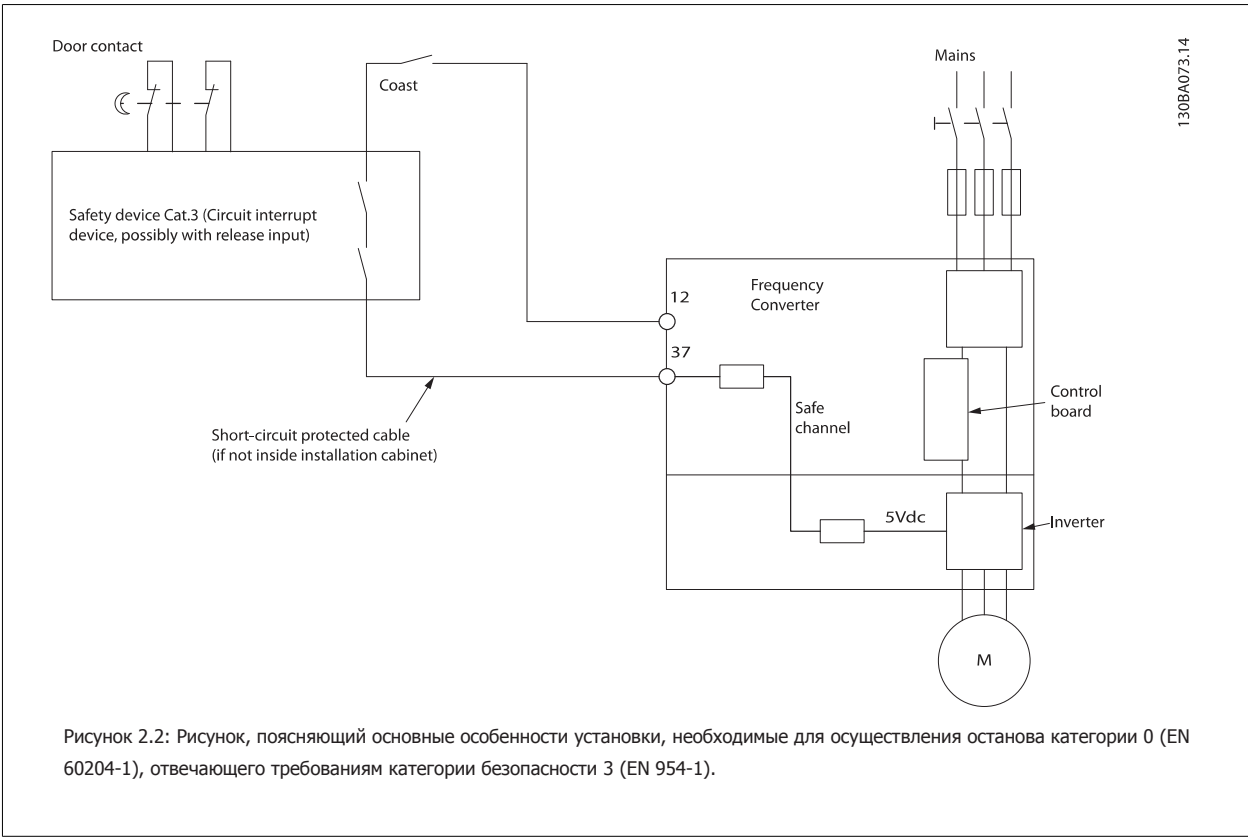 Door contact
Coast
Mains
130BA073.14
Safety device Cat.3 (Circuit interrupt
device, possibly with release input)
12
Frequency
Converter
37
Safe
channel
Control
board
Short-circuit protected cable
(if not inside installation cabinet)
5Vdc
Inverter
M
Рисунок 2.2: Рисунок, поясняющий основные особенности установки, необходимые для осуществления останова категории 0 (EN
60204-1), отвечающего требованиям категории безопасности 3 (EN 954-1).